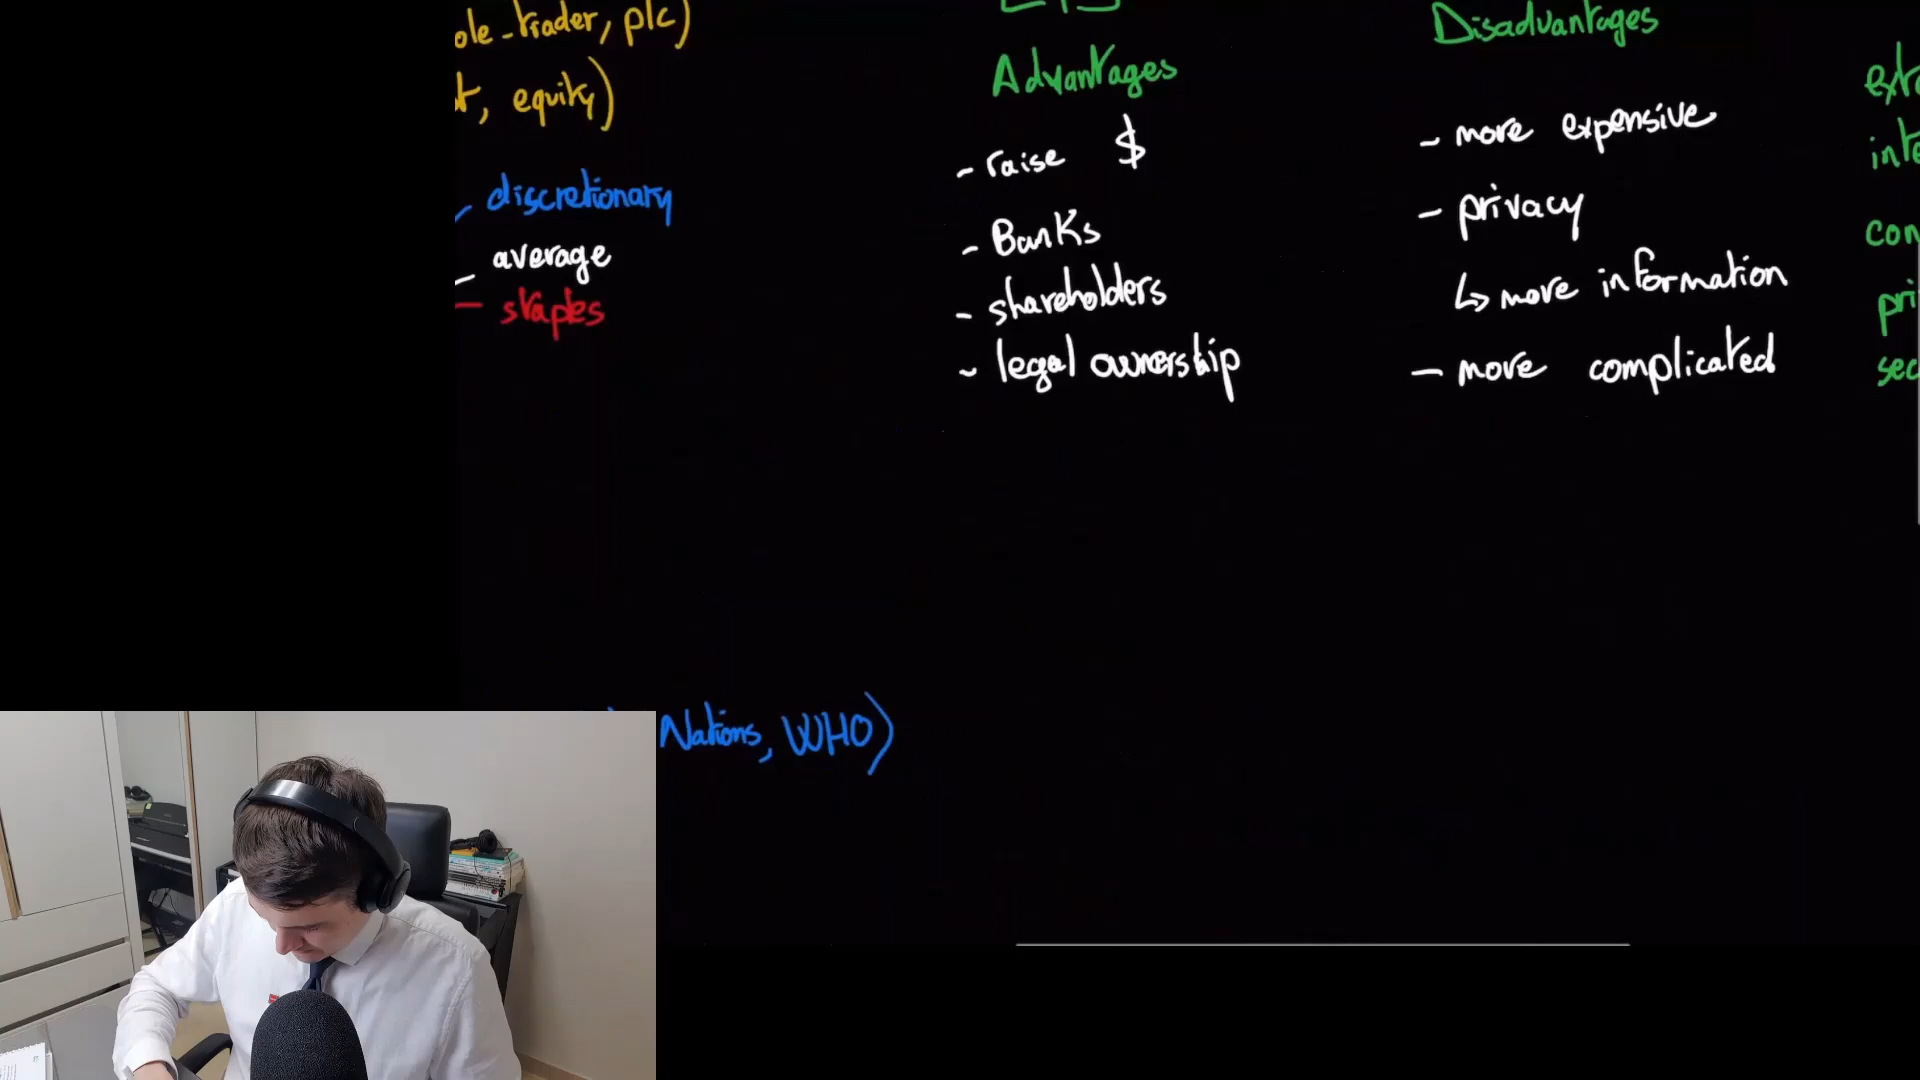 trader, plc)
equity)
discretionary
average
staples
Nations, WHO)
Advantages
- raise $
- Banks
- shareholders
- legal ownership
Disadvantages
- more expensive
- privacy
↳ more information
- more complicated